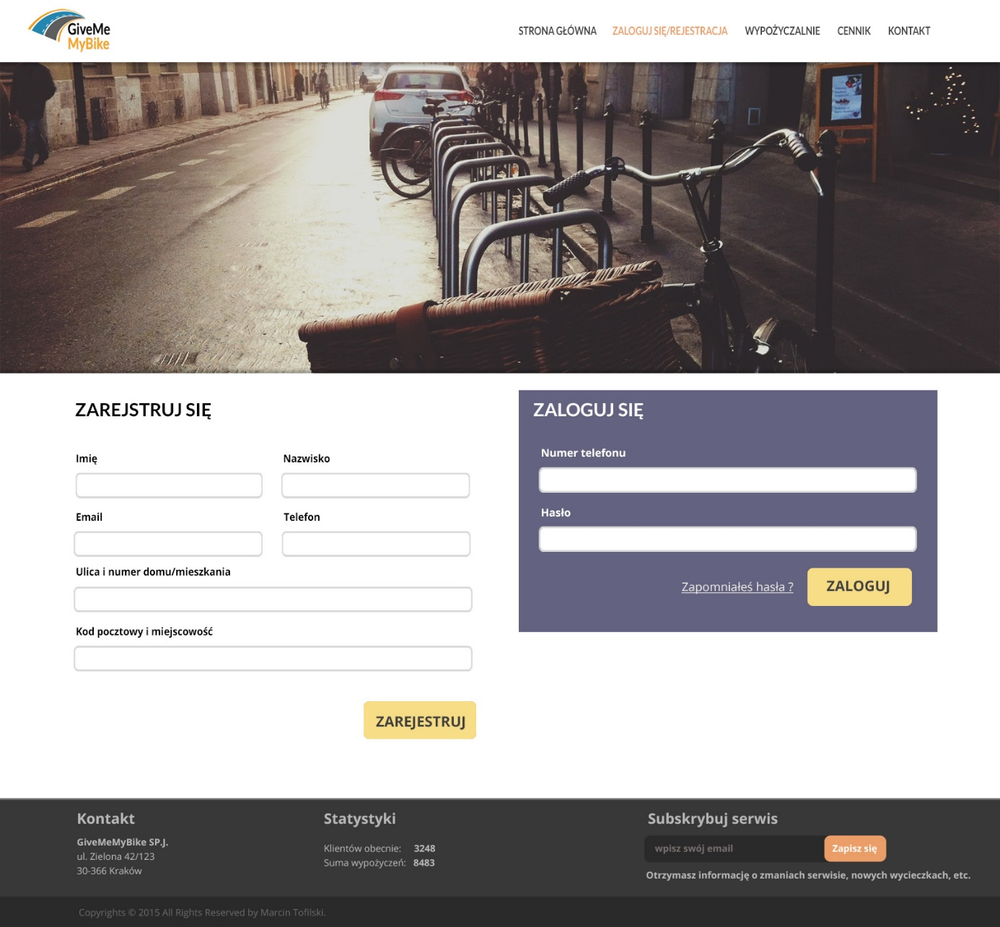 GiveMe
MyBike
STRONA GŁÓWNA ZALOGUJ SIĘ/REJESTRACJA WYPOŻYCZALNIE CENNIK KONTAKT
ZAREJSTRUJ SIĘ
Imię Nazwisko
Email Telefon
Ulica i numer domu/mieszkania
Kod pocztowy i miejscowość
ZAREJESTRUJ
ZALOGUJ SIĘ
Numer telefonu
Hasło
Zapomniałeś hasła ? ZALOGUJ
Kontakt
GiveMeMyBike SP.J.
ul. Zielona 42/123
30-366 Kraków
Statystyki
Klientów obecnie: 3248
Suma wypożyczeń: 8483
Subskrybuj serwis
wpisz swój email Zapisz się
Otrzymasz informację o zmaniach serwisie, nowych wycieczkach, etc.
Copyrights © 2015 All Rights Reserved by Marcin Tofilski.